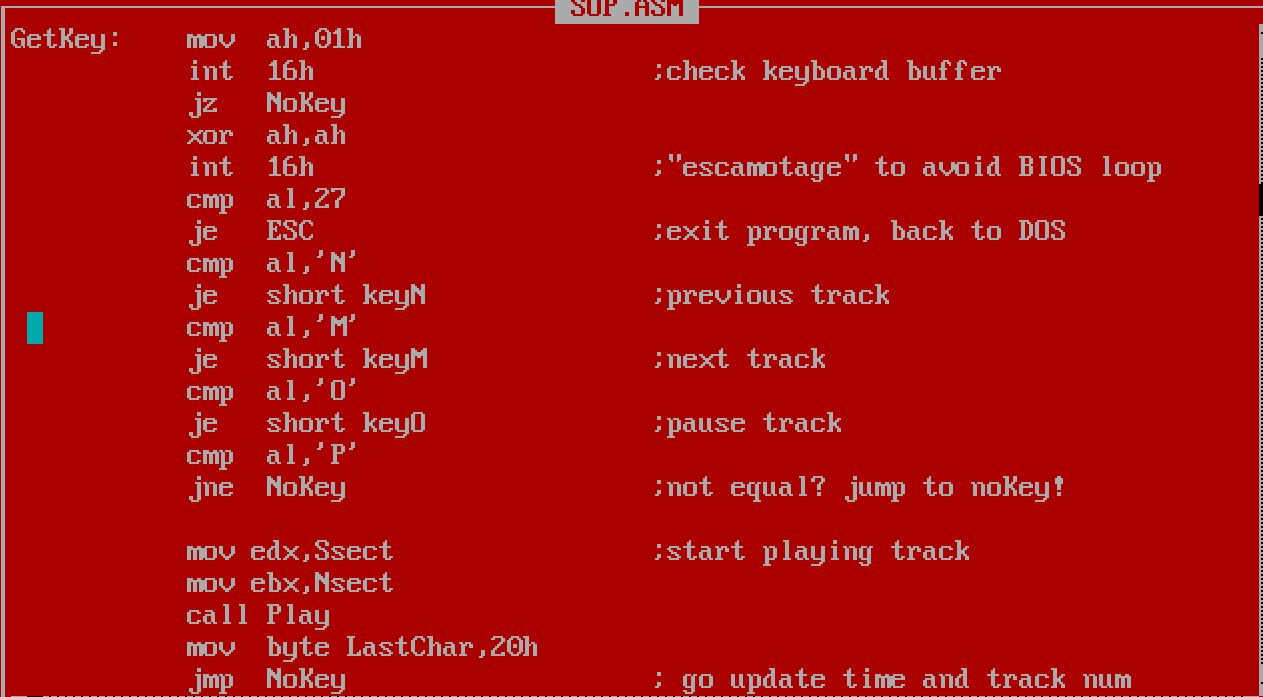 SUP.ASM
GetKey: mov ah,01h
int 16h ;check keyboard buffer
jz NoKey
xor ah,ah
int 16h ;"escamotage" to avoid BIOS loop
cmp al,27
je ESC ;exit program, back to DOS
cmp al,'N'
je short keyN ;previous track
cmp al,'M'
je short keyM ;next track
cmp al,'O'
je short keyO ;pause track
cmp al,'P'
jne NoKey ;not equal? jump to noKey!
mov edx,Ssect ;start playing track
mov ebx,Nsect
call Play
mov byte LastChar,20h
jmp NoKey ; go update time and track num